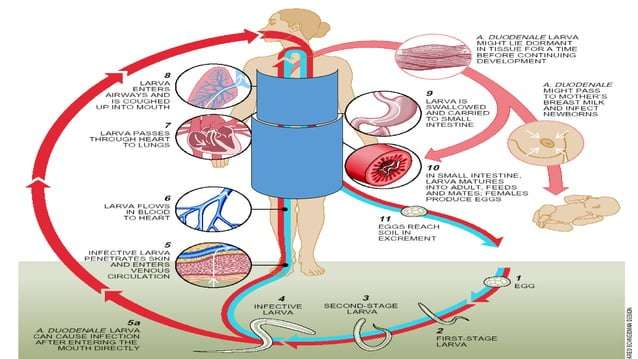 A. DUODENALE LARVA
MIGHT LIE DORMANT
IN TISSUE FOR A TIME
BEFORE CONTINUING
DEVELOPMENT
A. DUODENALE
MIGHT PASS
TO MOTHER'S
BREAST MILK
AND INFECT
NEWBORNS
8
LARVA
ENTERS
AIRWAYS AND
IS COUGHED
UP INTO MOUTH
9
LARVA IS
SWALLOWED
AND CARRIED
TO SMALL
INTESTINE
7
LARVA PASSES
THROUGH HEART
TO LUNGS
10
IN SMALL INTESTINE,
LARVA MATURES
INTO ADULT, FEEDS
AND MATES; FEMALES
PRODUCE EGGS
6
LARVA FLOWS
IN BLOOD
TO HEART
11
EGGS REACH
SOIL IN
EXCREMENT
5
INFECTIVE LARVA
PENETRATES SKIN
AND ENTERS
VENOUS
CIRCULATION
1
EGG
4
INFECTIVE
LARVA
3
SECOND-STAGE
LARVA
2
FIRST-STAGE
LARVA
5a
A. DUODENALE LARVA
CAN CAUSE INFECTION
AFTER ENTERING THE
MOUTH DIRECTLY